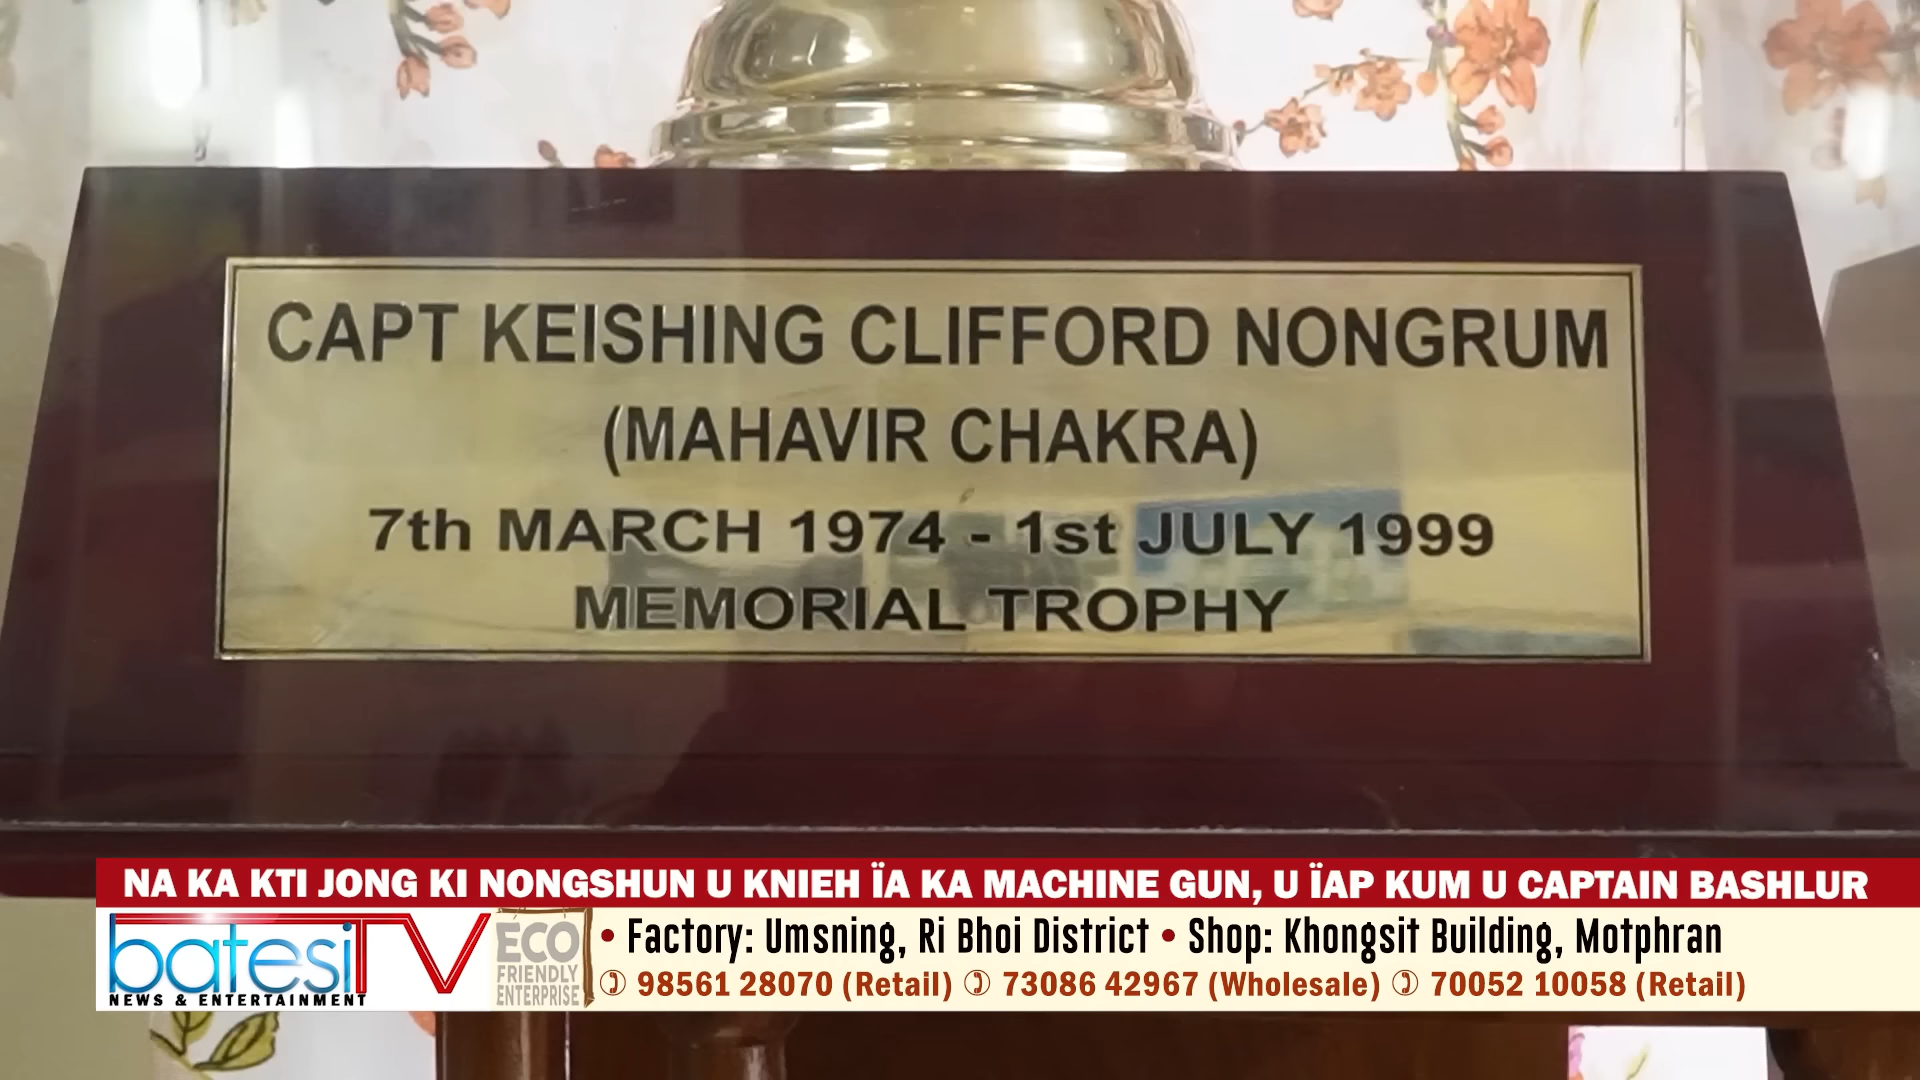 CAPT KEISHING CLIFFORD NONGRUM
(MAHAVIR CHAKRA)
7th MARCH 1974 - 1st JULY 1999
MEMORIAL TROPHY
NA KA KTI JONG KI NONGSHUN U KNIEH ÏA KA MACHINE GUN, U ÏAP KUM U CAPTAIN BASHLUR
batesi TV
NEWS & ENTERTAINMENT
ECO
FRIENDLY
ENTERPRISE
• Factory: Umsning, Ri Bhoi District • Shop: Khongsit Building, Motphran
98561 28070 (Retail) 73086 42967 (Wholesale) 70052 10058 (Retail)